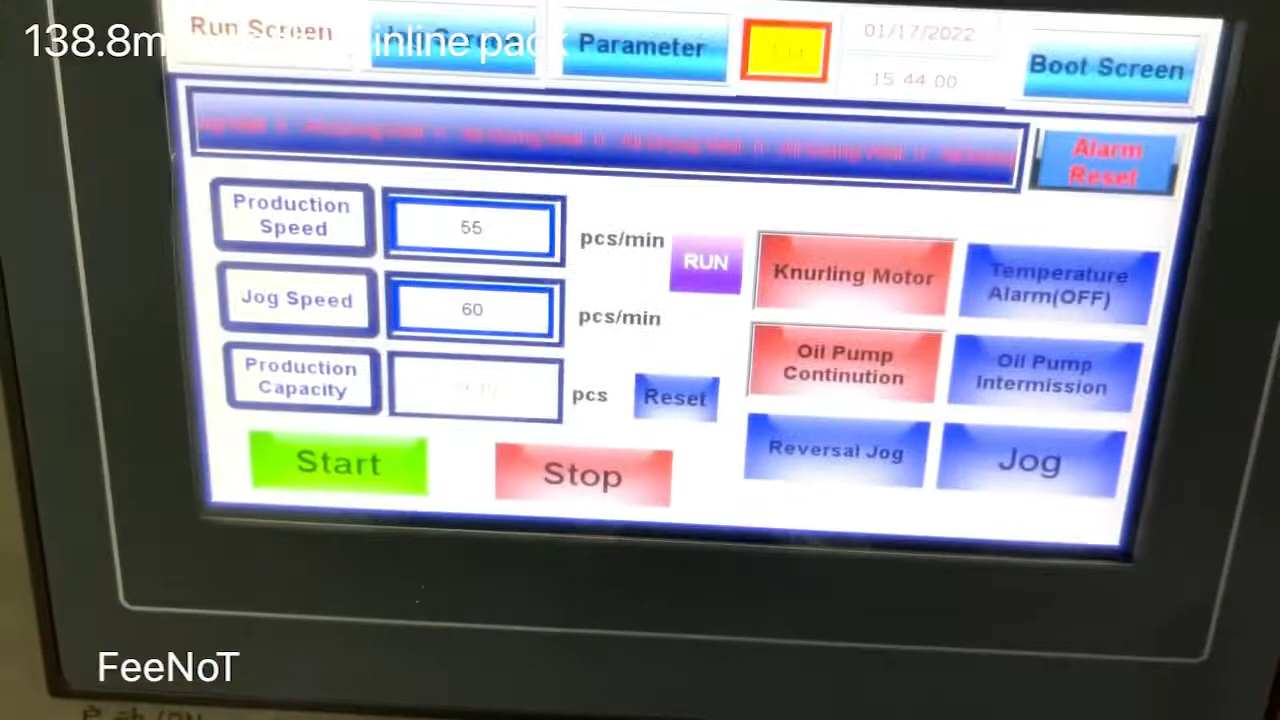 138.8m
inline pack
Run Screen
Parameter
01/17/2022
15 44 00
Boot Screen
Alarm
Reset
Production
Speed
55
pcs/min
RUN
Knurling Motor
Temperature
Alarm(OFF)
Jog Speed
60
pcs/min
Oil Pump
Continution
Oil Pump
Intermission
Production
Capacity
pcs
Reset
Reversal Jog
Jog
Start
Stop
FeeNoT